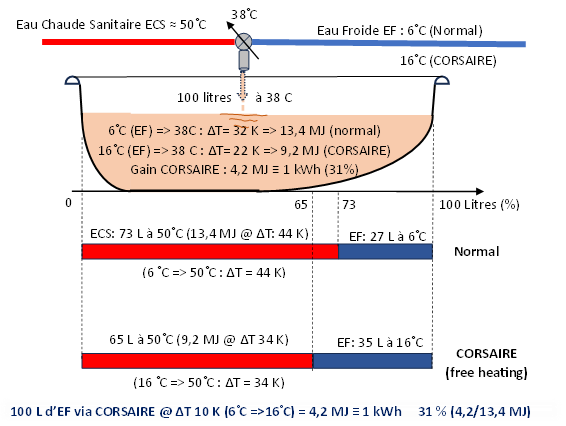 38˚C
Eau Chaude Sanitaire ECS ≈ 50˚C
Eau Froide EF : 6˚C (Normal)
16˚C (CORSAIRE)
100 litres à 38 C
6˚C (EF) => 38C : ΔT= 32 K => 13,4 MJ (normal)
16˚C (EF) => 38 C : ΔT= 22 K => 9,2 MJ (CORSAIRE)
Gain CORSAIRE : 4,2 MJ ≡ 1 kWh (31%)
0 65 73 100 Litres (%)
ECS: 73 L à 50˚C (13,4 MJ @ ΔT: 44 K) EF: 27 L à 6˚C
Normal
(6 ˚C => 50˚C : ΔT = 44 K)
65 L à 50˚C (9,2 MJ @ ΔT 34 K) EF: 35 L à 16˚C
CORSAIRE
(free heating)
(16 ˚C => 50˚C : ΔT = 34 K)
100 L d’EF via CORSAIRE @ ΔT 10 K (6˚C =>16˚C) = 4,2 MJ ≡ 1 kWh 31 % (4,2/13,4 MJ)